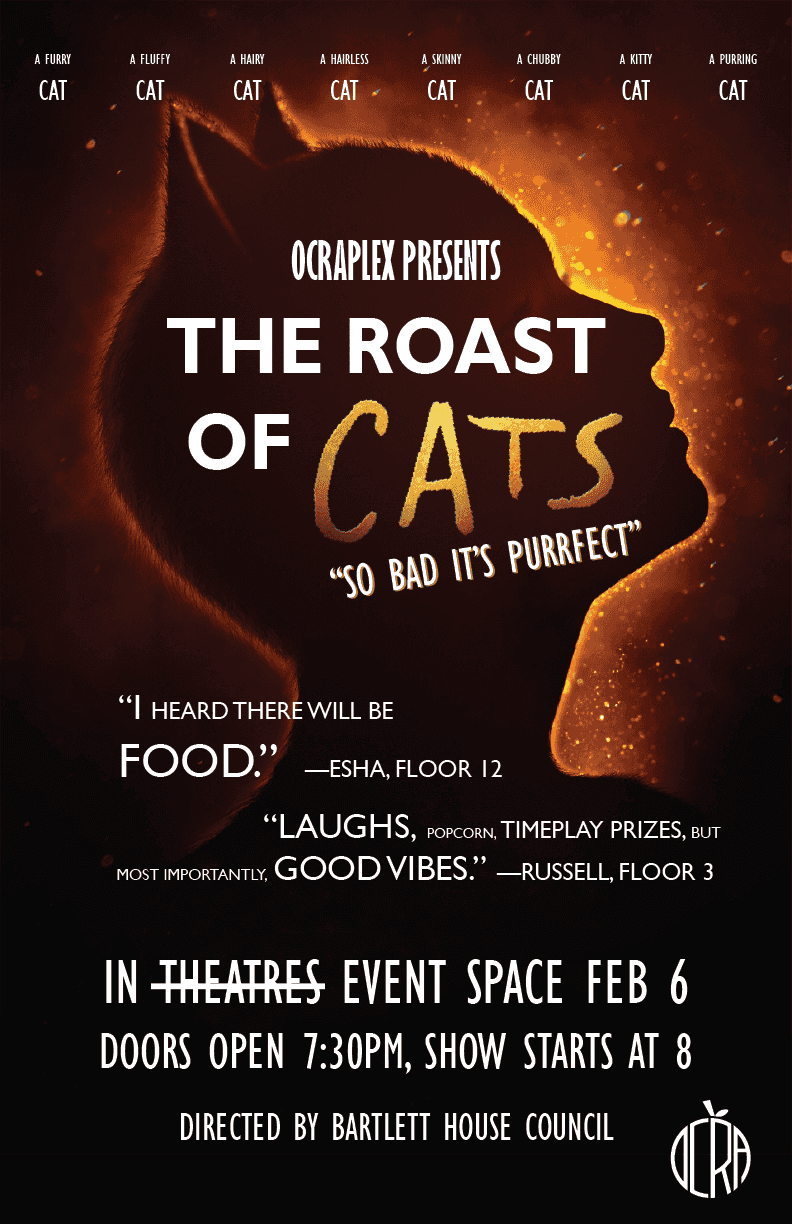 A FURRY A FLUFFY A HAIRY A HAIRLESS A SKINNY A CHUBBY A KITTY A PURRING
CAT CAT CAT CAT CAT CAT CAT CAT
OCRAPLEX PRESENTS
THE ROAST
OF CATS
“SO BAD IT’S PURRFECT”
“I HEARD THERE WILL BE
FOOD.” —ESHA, FLOOR 12
“LAUGHS, POPCORN, TIMEPLAY PRIZES, BUT
MOST IMPORTANTLY, GOOD VIBES.” —RUSSELL, FLOOR 3
IN THEATRES EVENT SPACE FEB 6
DOORS OPEN 7:30PM, SHOW STARTS AT 8
DIRECTED BY BARTLETT HOUSE COUNCIL
OCRA